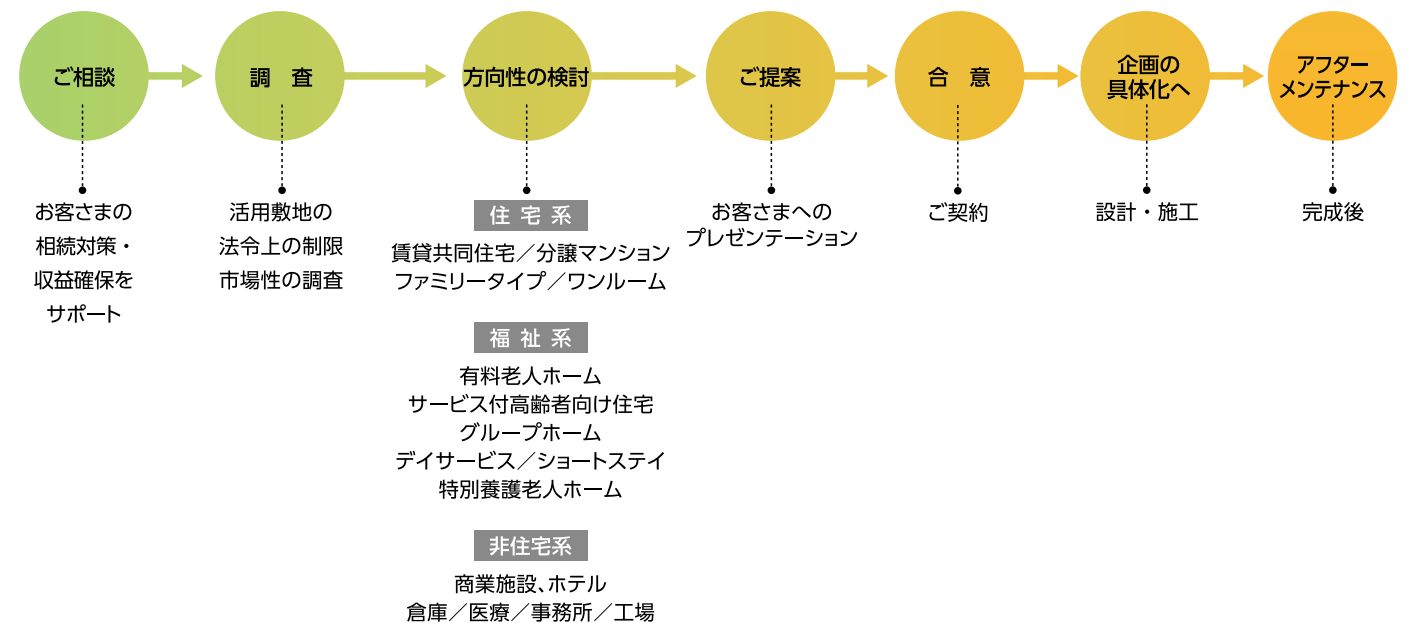 ご相談
お客さまの
相続対策・
収益確保を
サポート
調　査
活用敷地の
法令上の制限
市場性の調査
方向性の検討
住 宅 系
賃貸共同住宅／分譲マンション
ファミリータイプ／ワンルーム
福 祉 系
有料老人ホーム
サービス付高齢者向け住宅
グループホーム
デイサービス／ショートステイ
特別養護老人ホーム
非住宅系
商業施設、ホテル
倉庫／医療／事務所／工場
ご提案
お客さまへの
プレゼンテーション
合　意
ご契約
企画の
具体化へ
設計・施工
アフター
メンテナンス
完成後